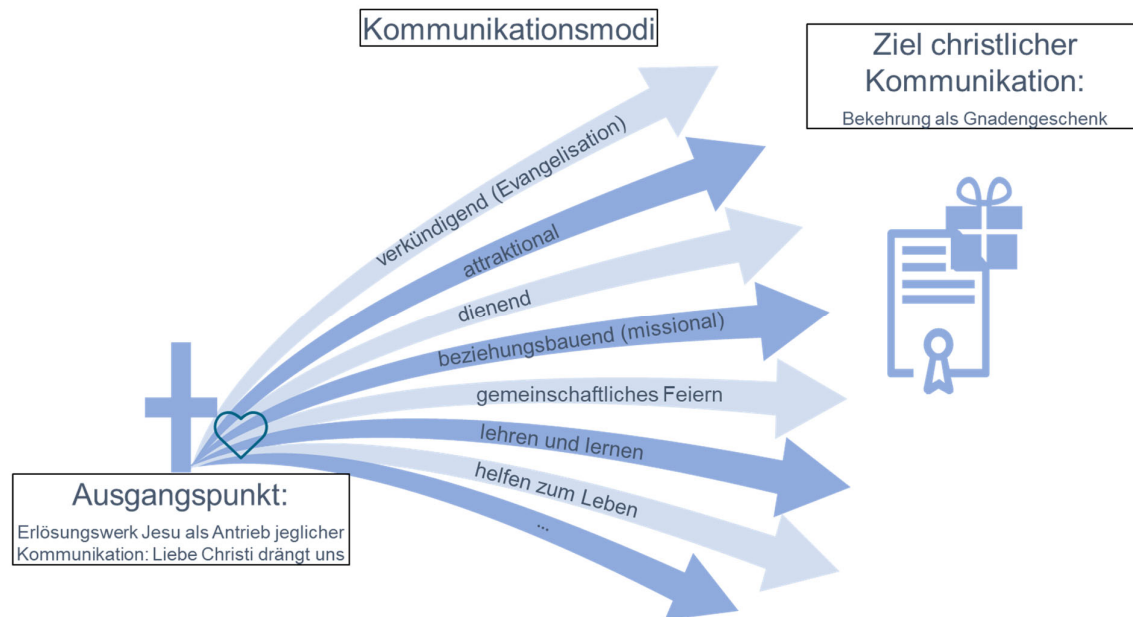 Kommunikationsmodi
Ziel christlicher
Kommunikation:
Bekehrung als Gnadengeschenk
verkündigend (Evangelisation)
attraktional
dienend
beziehungsbauend (missional)
gemeinschaftliches Feiern
lehren und lernen
helfen zum Leben
...
Ausgangspunkt:
Erlösungswerk Jesu als Antrieb jeglicher
Kommunikation: Liebe Christi drängt uns